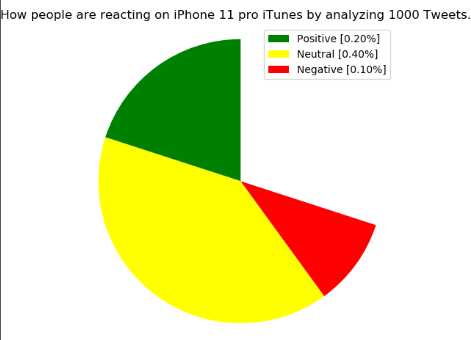 How people are reacting on iPhone 11 pro iTunes by analyzing 1000 Tweets.
Positive [0.20%]
Neutral [0.40%]
Negative [0.10%]